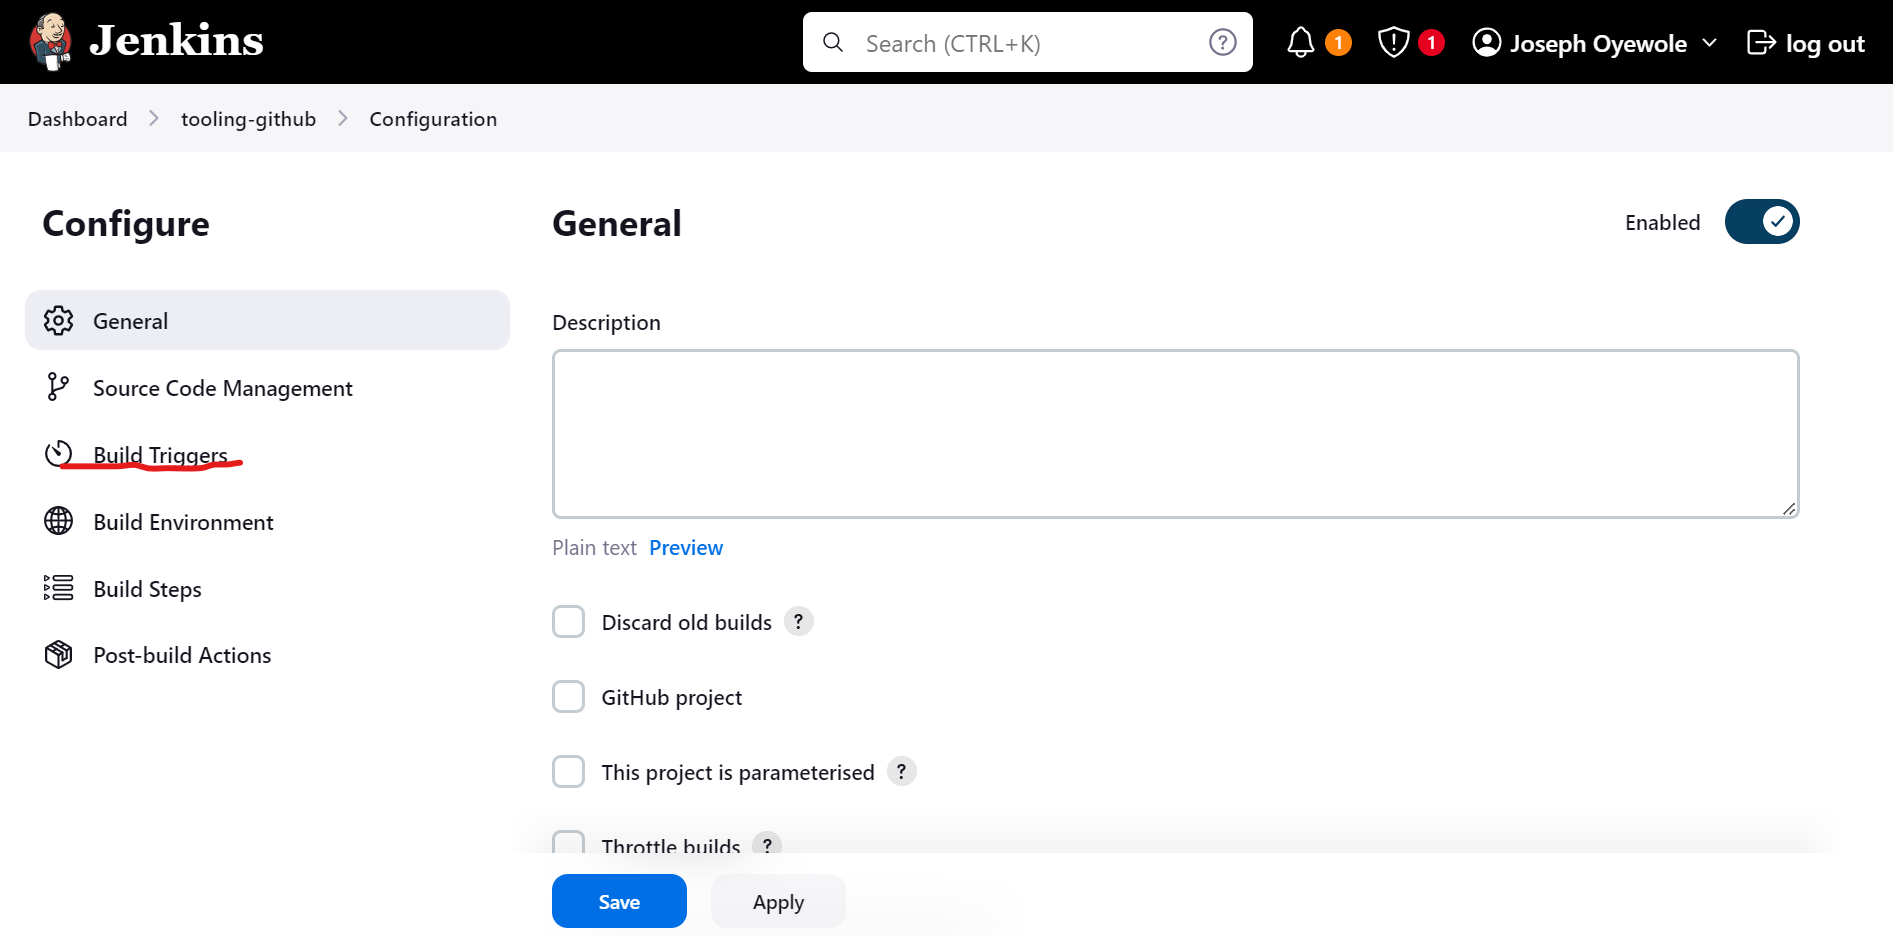 Jenkins
Search (CTRL+K)
?
1
1
Joseph Oyewole
log out
Dashboard
tooling-github
Configuration
Configure
General
Source Code Management
Build Triggers
Build Environment
Build Steps
Post-build Actions
General
Enabled
Description
Plain text Preview
Discard old builds ?
GitHub project
This project is parameterised ?
Throttle builds ?
Save
Apply